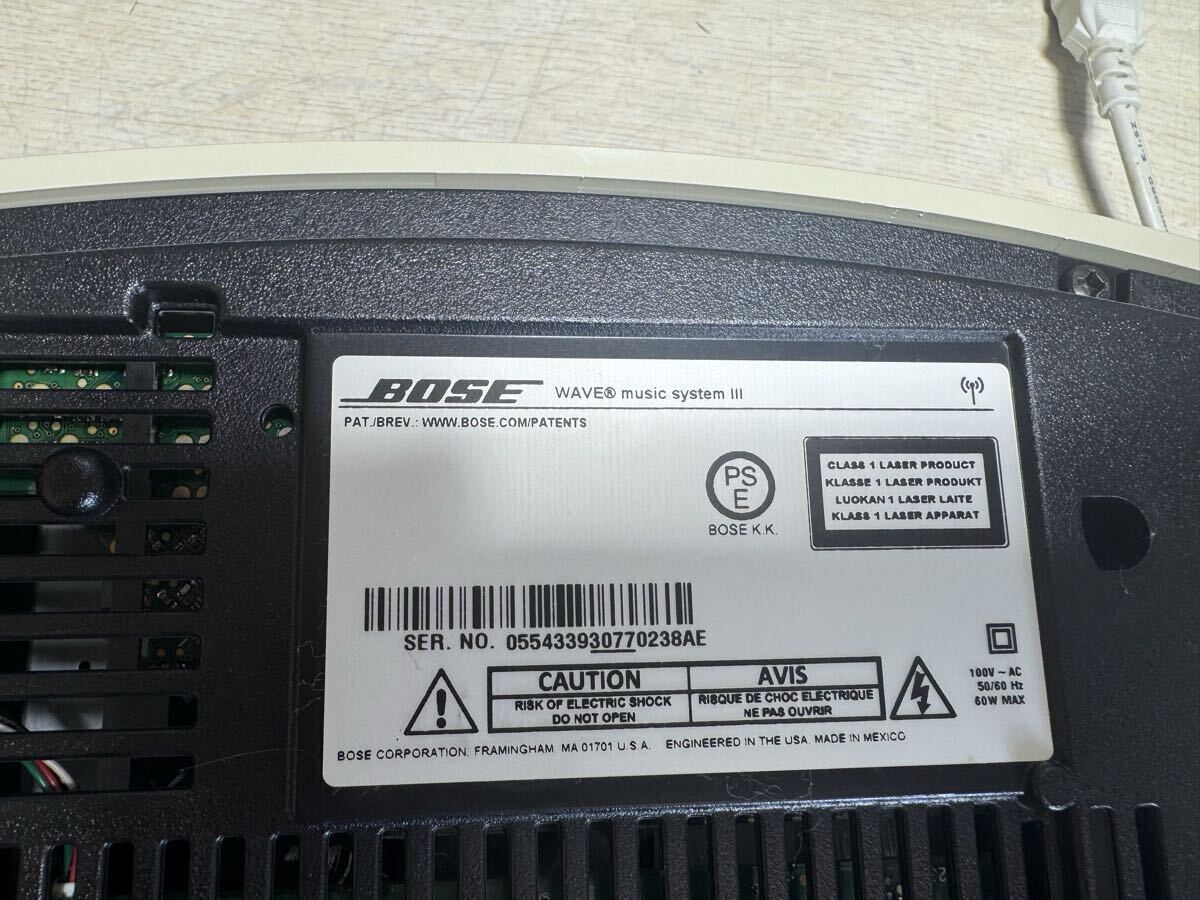 BOSE WAVE® music system III
PAT./BREV.: WWW.BOSE.COM/PATENTS
PS
E
BOSE K.K.
CLASS 1 LASER PRODUCT
KLASSE 1 LASER PRODUKT
LUOKAN 1 LASER LAITE
KLASS 1 LASER APPARAT
SER. NO. 055433930770238AE
CAUTION
RISK OF ELECTRIC SHOCK
DO NOT OPEN
AVIS
RISQUE DE CHOC ELECTRIQUE
NE PAS OUVRIR
100V ~ AC
50/60 Hz
60W MAX
BOSE CORPORATION, FRAMINGHAM, MA 01701 U.S.A. ENGINEERED IN THE USA. MADE IN MEXICO